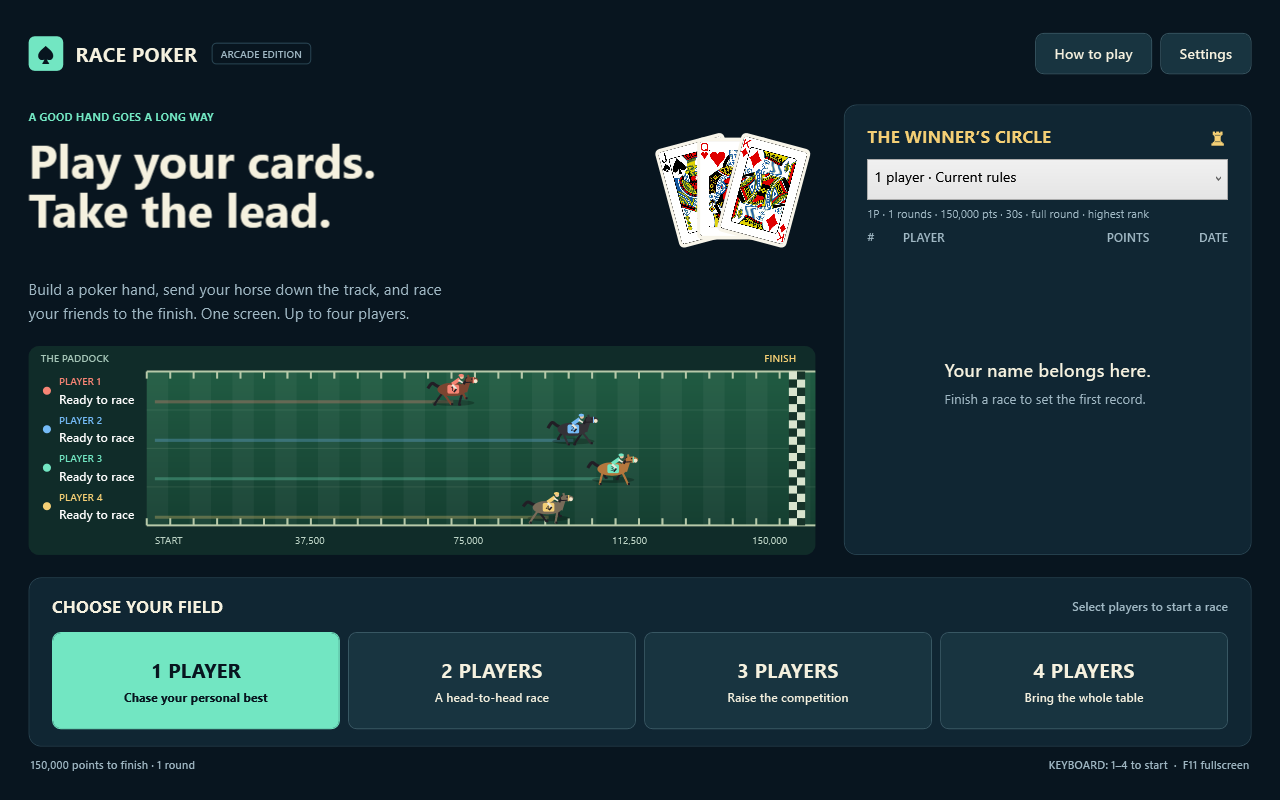 RACE POKER
ARCADE EDITION
How to play
Settings
A GOOD HAND GOES A LONG WAY
Play your cards.
Take the lead.
Build a poker hand, send your horse down the track, and race
your friends to the finish. One screen. Up to four players.
THE PADDOCK
FINISH
PLAYER 1
Ready to race
PLAYER 2
Ready to race
PLAYER 3
Ready to race
PLAYER 4
Ready to race
START
37,500
75,000
112,500
150,000
THE WINNER’S CIRCLE
1 player · Current rules
1P · 1 rounds · 150,000 pts · 30s · full round · highest rank
# PLAYER POINTS DATE
Your name belongs here.
Finish a race to set the first record.
CHOOSE YOUR FIELD
Select players to start a race
1 PLAYER
Chase your personal best
2 PLAYERS
A head-to-head race
3 PLAYERS
Raise the competition
4 PLAYERS
Bring the whole table
150,000 points to finish · 1 round
KEYBOARD: 1–4 to start · F11 fullscreen